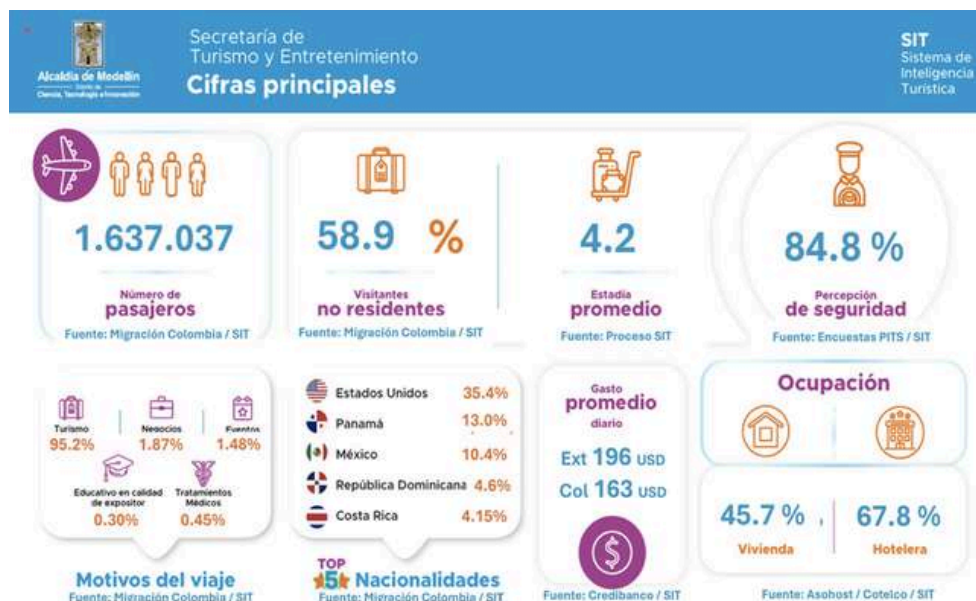 Alcaldía de Medellín
Distrito de
Ciencia, Tecnología e Innovación
Secretaría de
Turismo y Entretenimiento
Cifras principales
SIT
Sistema de
Inteligencia
Turística
1.637.037
Número de
pasajeros
Fuente: Migración Colombia / SIT
58.9 %
Visitantes
no residentes
Fuente: Migración Colombia / SIT
4.2
Estadía
promedio
Fuente: Proceso SIT
84.8 %
Percepción
de seguridad
Fuente: Encuestas PITS / SIT
Turismo
95.2%
Negocios
1.87%
Eventos
1.48%
Educativo en calidad
de expositor
0.30%
Tratamientos
Médicos
0.45%
Motivos del viaje
Fuente: Migración Colombia / SIT
Estados Unidos 35.4%
Panamá 13.0%
México 10.4%
República Dominicana 4.6%
Costa Rica 4.15%
TOP
5 Nacionalidades
Fuente: Migración Colombia / SIT
Gasto
promedio
diario
Ext 196 USD
Col 163 USD
$
Fuente: Credibanco / SIT
Ocupación
45.7 %
Vivienda
67.8 %
Hotelera
Fuente: Asohost / Cotelco / SIT